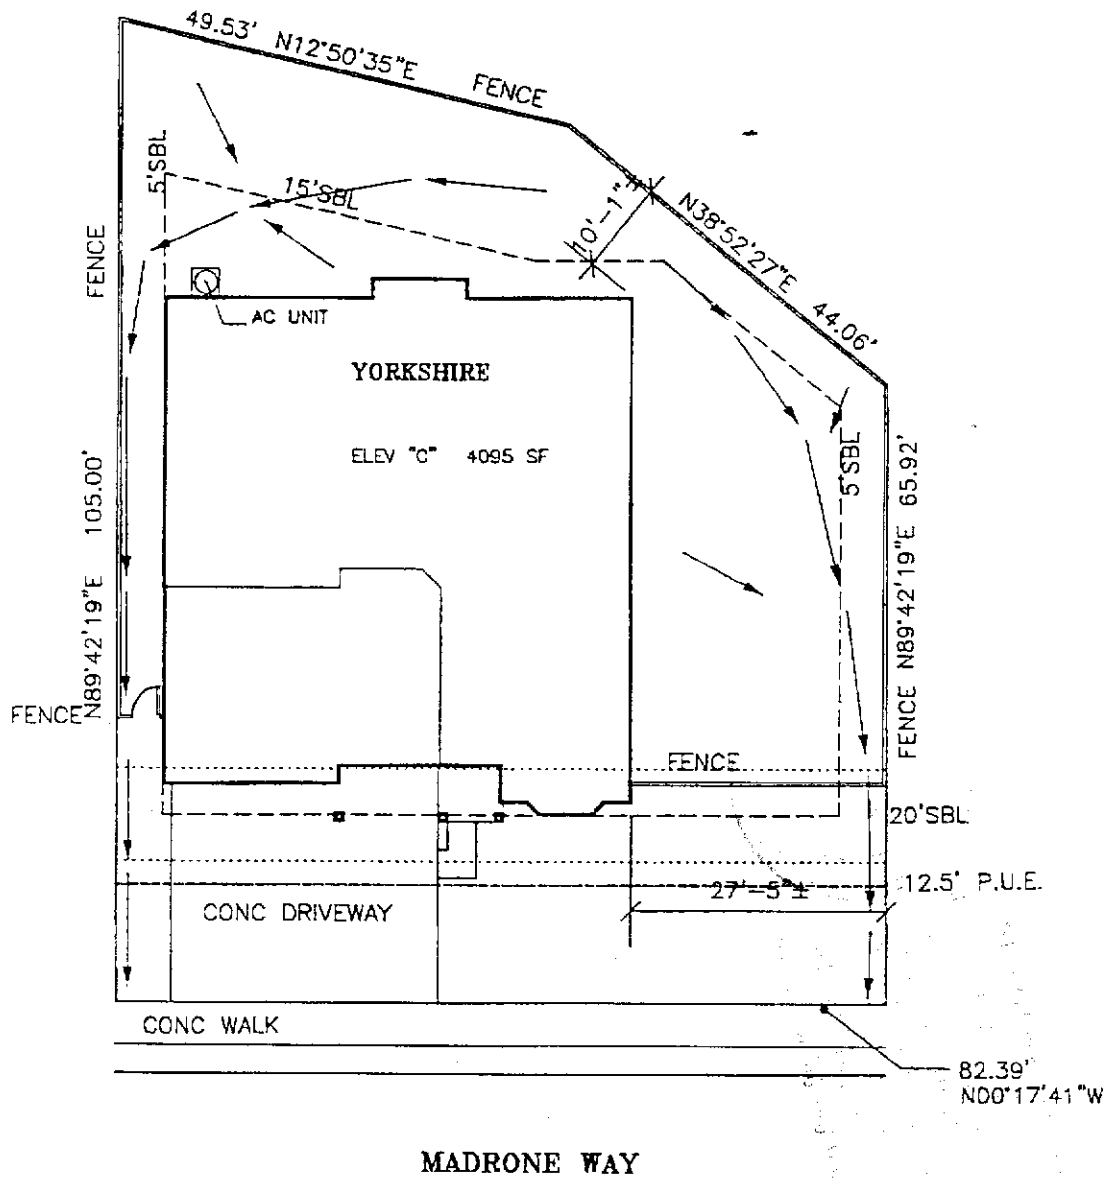 49.53' N12°50'35"E
FENCE
5'SBL
15'SBL
10'-1"
N38°52'27"E 44.06'
FENCE
AC UNIT
YORKSHIRE
ELEV "C" 4095 SF
5'SBL
N89°42'19"E 105.00'
FENCE N89°42'19"E 65.92'
FENCE
FENCE
20'SBL
12.5' P.U.E.
27'-5"±
CONC DRIVEWAY
CONC WALK
82.39'
N00°17'41"W
MADRONE WAY